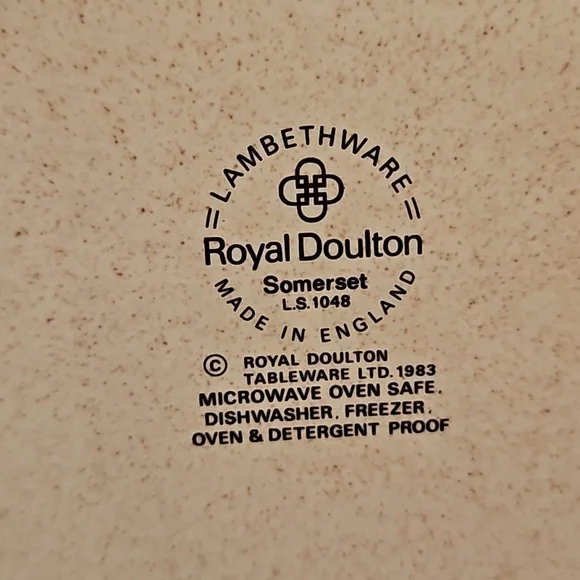 LAMBETHWARE
Royal Doulton
Somerset
L.S.1048
MADE IN ENGLAND
© ROYAL DOULTON
TABLEWARE LTD. 1983
MICROWAVE OVEN SAFE.
DISHWASHER. FREEZER.
OVEN & DETERGENT PROOF